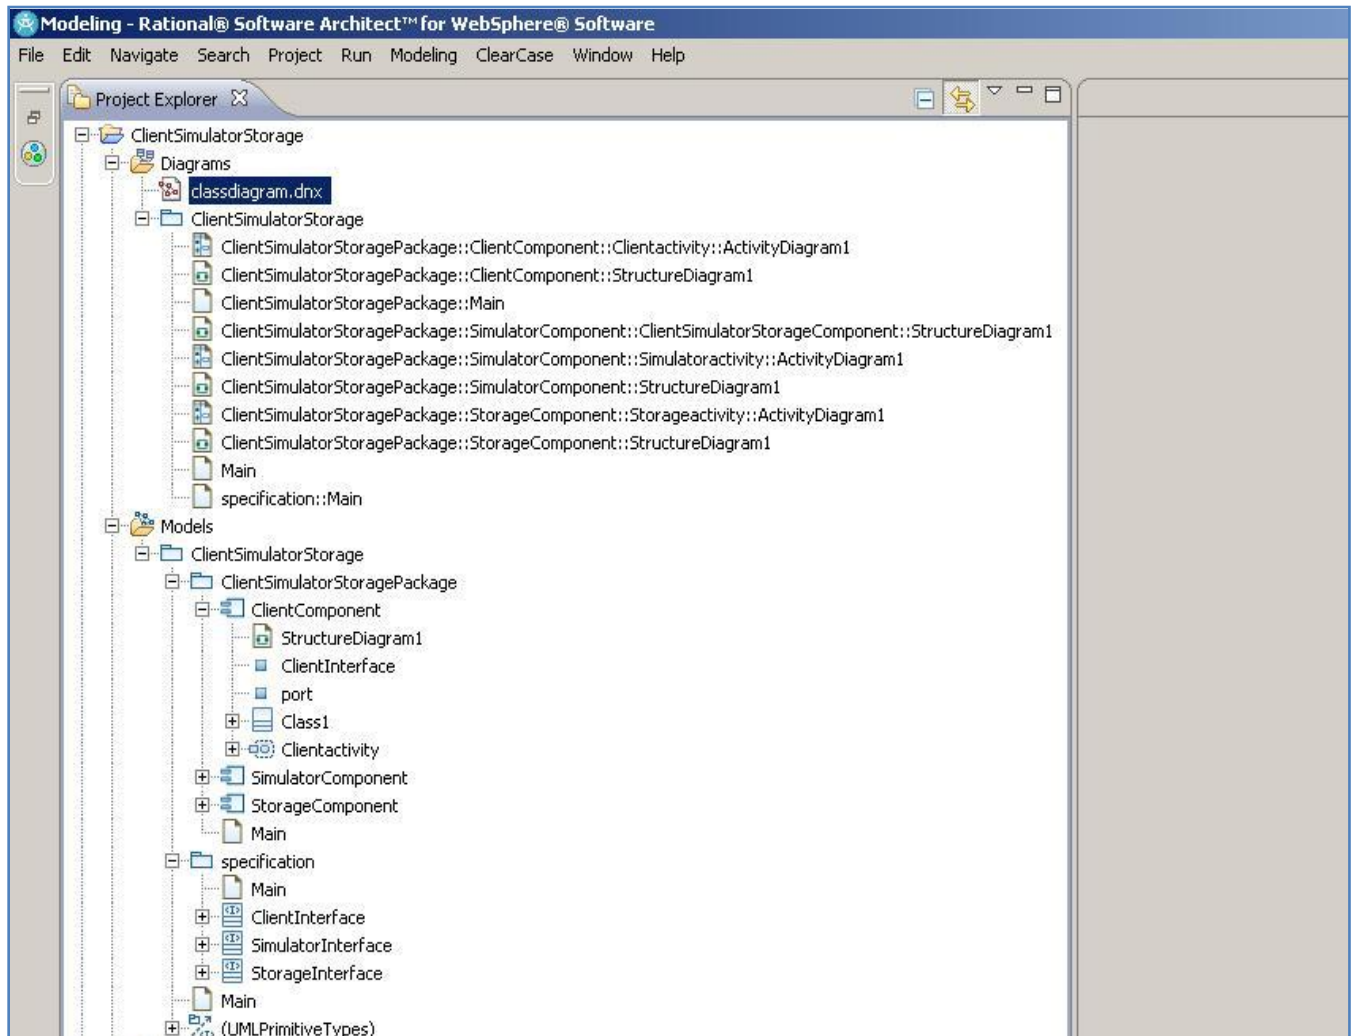 Modeling - Rational® Software Architect™ for WebSphere® Software
File Edit Navigate Search Project Run Modeling ClearCase Window Help
Project Explorer
ClientSimulatorStorage
Diagrams
classdiagram.dnx
ClientSimulatorStorage
ClientSimulatorStoragePackage::ClientComponent::Clientactivity::ActivityDiagram1
ClientSimulatorStoragePackage::ClientComponent::StructureDiagram1
ClientSimulatorStoragePackage::Main
ClientSimulatorStoragePackage::SimulatorComponent::ClientSimulatorStorageComponent::StructureDiagram1
ClientSimulatorStoragePackage::SimulatorComponent::Simulatoractivity::ActivityDiagram1
ClientSimulatorStoragePackage::SimulatorComponent::StructureDiagram1
ClientSimulatorStoragePackage::StorageComponent::Storageactivity::ActivityDiagram1
ClientSimulatorStoragePackage::StorageComponent::StructureDiagram1
Main
specification::Main
Models
ClientSimulatorStorage
ClientSimulatorStoragePackage
ClientComponent
StructureDiagram1
ClientInterface
port
Class1
Clientactivity
SimulatorComponent
StorageComponent
Main
specification
Main
ClientInterface
SimulatorInterface
StorageInterface
Main
(UMLPrimitiveTypes)